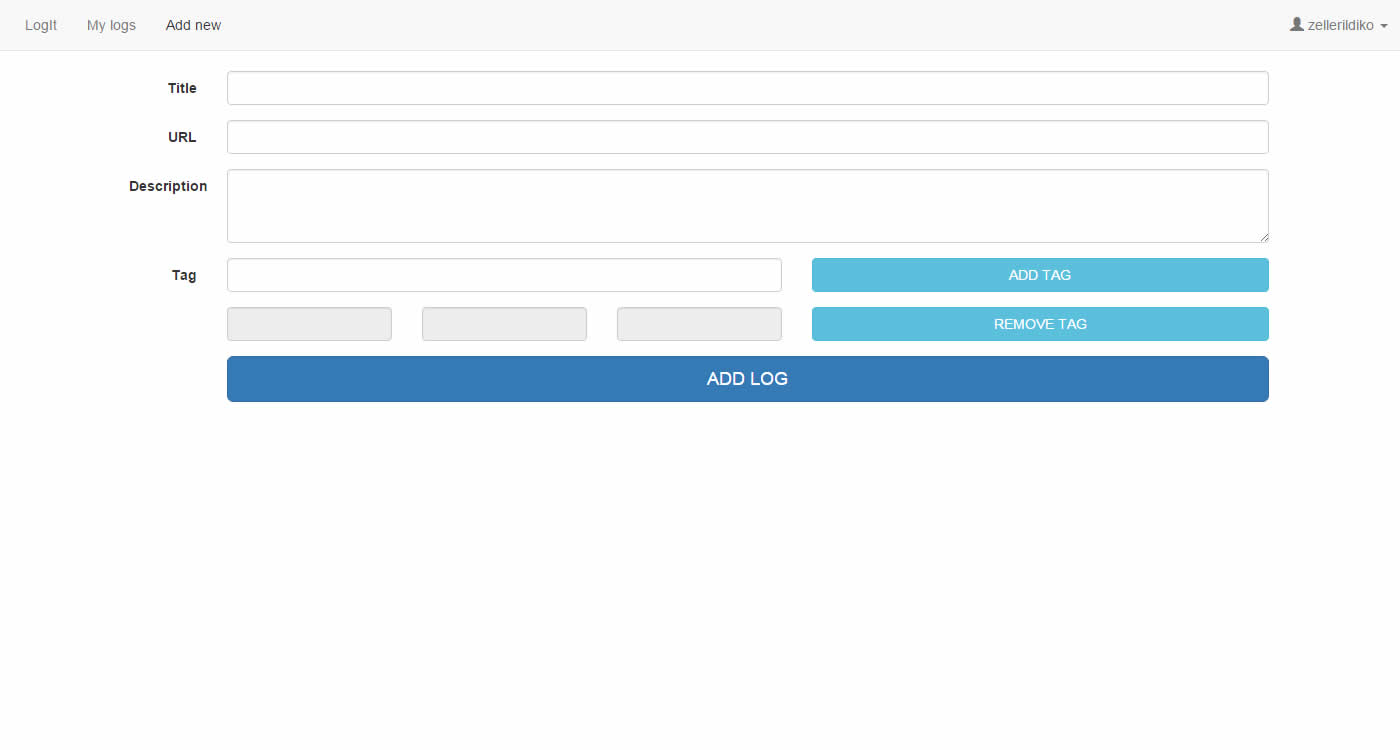 LogIt My logs Add new zellerildiko
Title
URL
Description
Tag ADD TAG
REMOVE TAG
ADD LOG